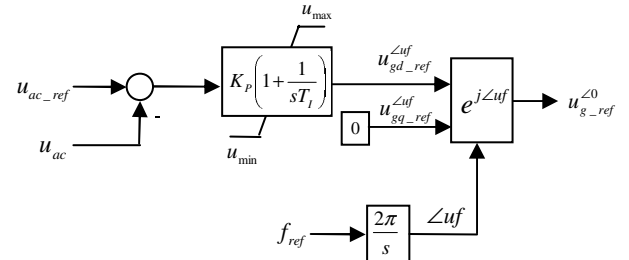 u_max
u_ac_ref
K_P(1+1/(sT_I))
u_gd_ref^∠uf
e^j∠uf
u_g_ref^∠0
0
u_gq_ref^∠uf
-
u_ac
u_min
f_ref
2π/s
∠uf